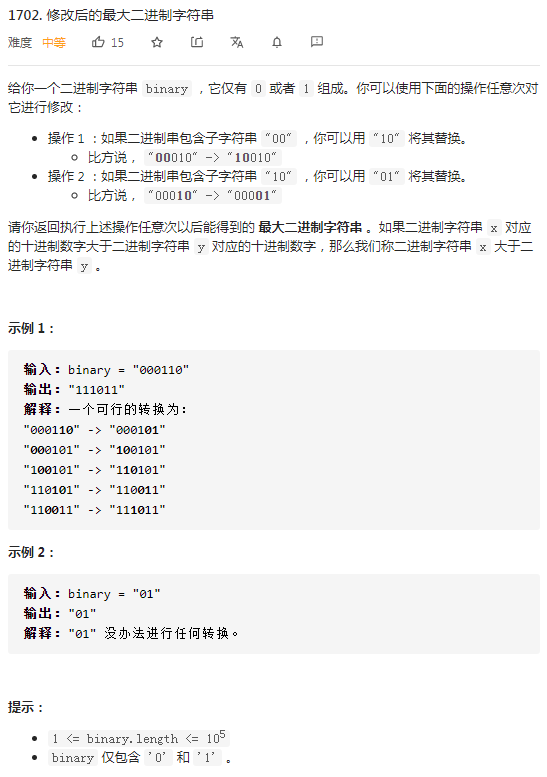 1702. 修改后的最大二进制字符串
难度 中等 15
给你一个二进制字符串 binary ，它仅有 0 或者 1 组成。你可以使用下面的操作任意次对
它进行修改：
操作 1 ：如果二进制串包含子字符串 "00" ，你可以用 "10" 将其替换。
比方说， "00010" -> "10010"
操作 2 ：如果二进制串包含子字符串 "10" ，你可以用 "01" 将其替换。
比方说， "00010" -> "00001"
请你返回执行上述操作任意次以后能得到的 最大二进制字符串 。如果二进制字符串 x 对应
的十进制数字大于二进制字符串 y 对应的十进制数字，那么我们称二进制字符串 x 大于二
进制字符串 y 。
示例 1：
输入：binary = "000110"
输出："111011"
解释：一个可行的转换为：
"000110" -> "000101"
"000101" -> "100101"
"100101" -> "110101"
"110101" -> "110011"
"110011" -> "111011"
示例 2：
输入：binary = "01"
输出："01"
解释："01" 没办法进行任何转换。
提示：
1 <= binary.length <= 10⁵
binary 仅包含 '0' 和 '1' 。